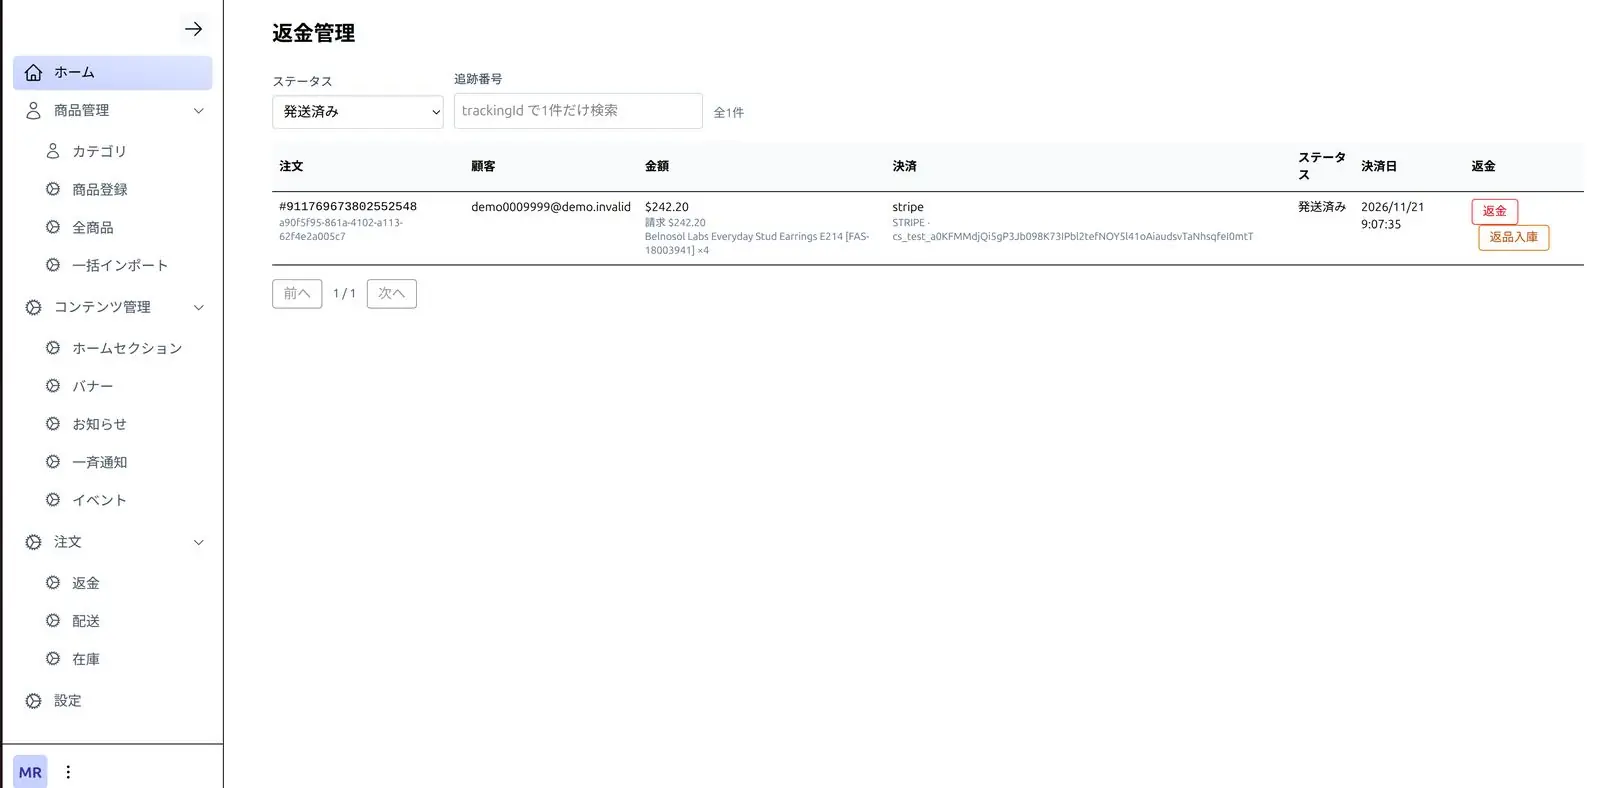 ホーム
商品管理
カテゴリ
商品登録
全商品
一括インポート
コンテンツ管理
ホームセクション
バナー
お知らせ
一斉通知
イベント
注文
返金
配送
在庫
設定
MR
返金管理
ステータス
追跡番号
発送済み
trackingId で1件だけ検索
全1件
注文 顧客 金額 決済 ステータス 決済日 返金
#911769673802552548
a90f5f95-861a-4102-a113-
62f4e2a005c7
demo0009999@demo.invalid
$242.20
請求 $242.20
Belnosol Labs Everyday Stud Earrings E214 [FAS-
18003941] ×4
stripe
STRIPE ·
cs_test_a0KFMMdjQi5gP3Jb098K73IPbl2tefNOY5l41oAiaudsvTaNhsqfeI0mtT
発送済み
2026/11/21
9:07:35
返金
返品入庫
前へ 1 / 1 次へ